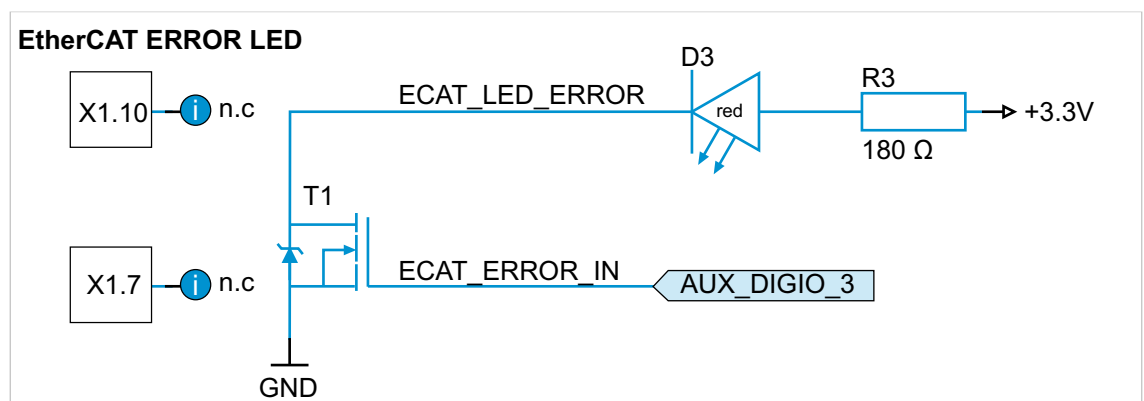 EtherCAT ERROR LED
X1.10
i
n.c
ECAT_LED_ERROR
D3
red
R3
180 Ω
+3.3V
T1
X1.7
i
n.c
ECAT_ERROR_IN
AUX_DIGIO_3
GND